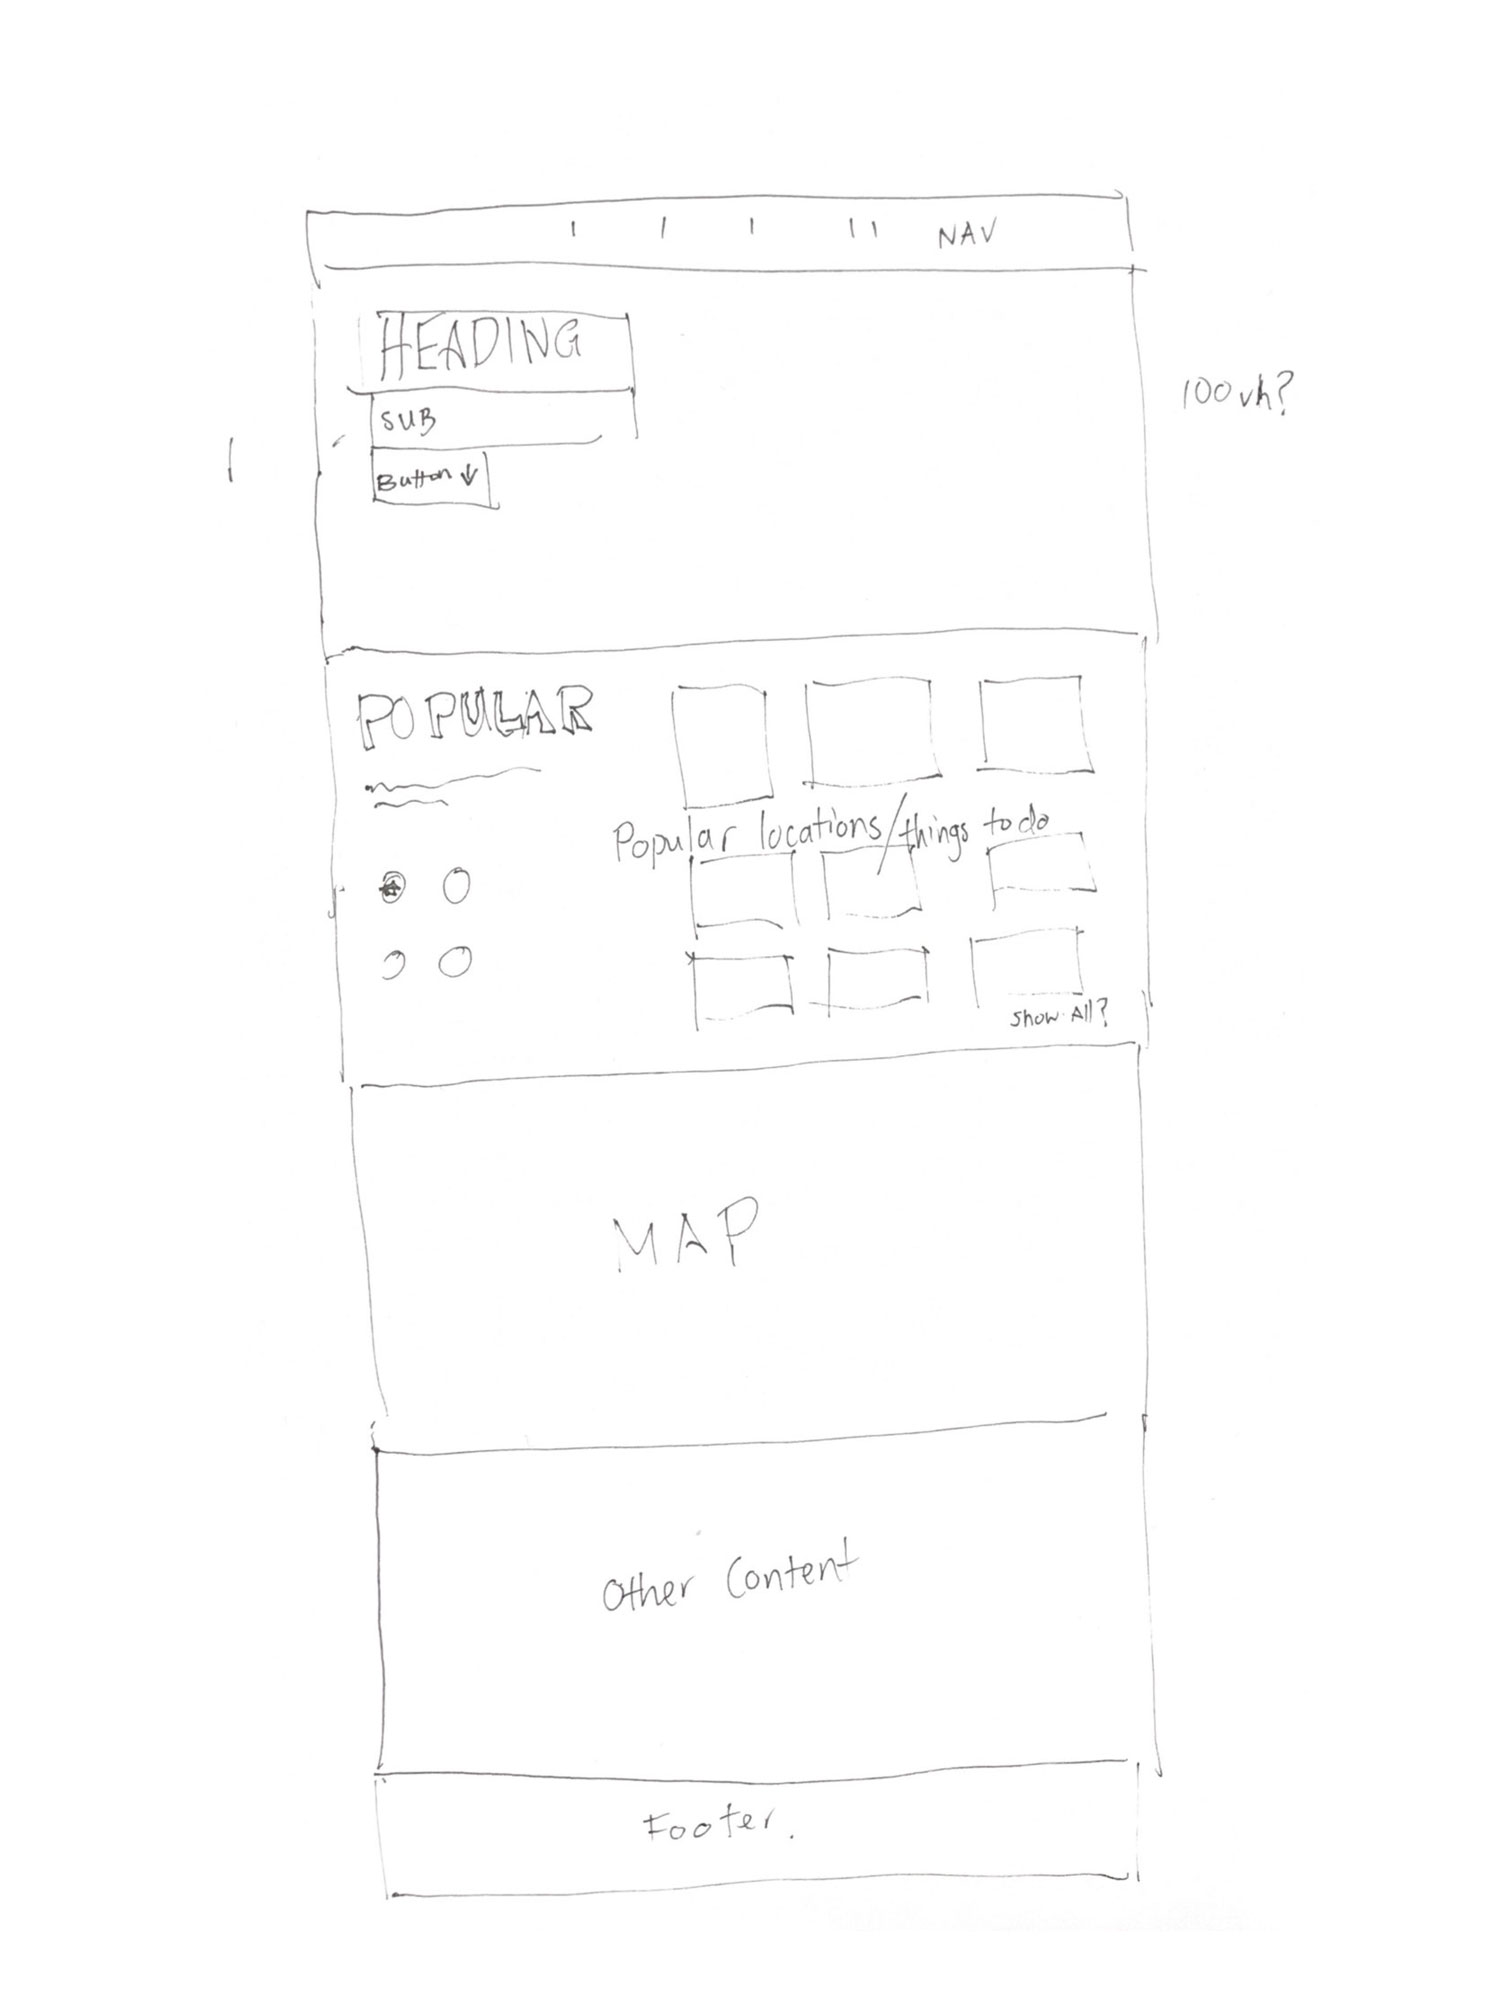 NAV
HEADING
100vh?
SUB
Button ↓
POPULAR
Popular locations/things to do
Show All?
MAP
Other Content
Footer.